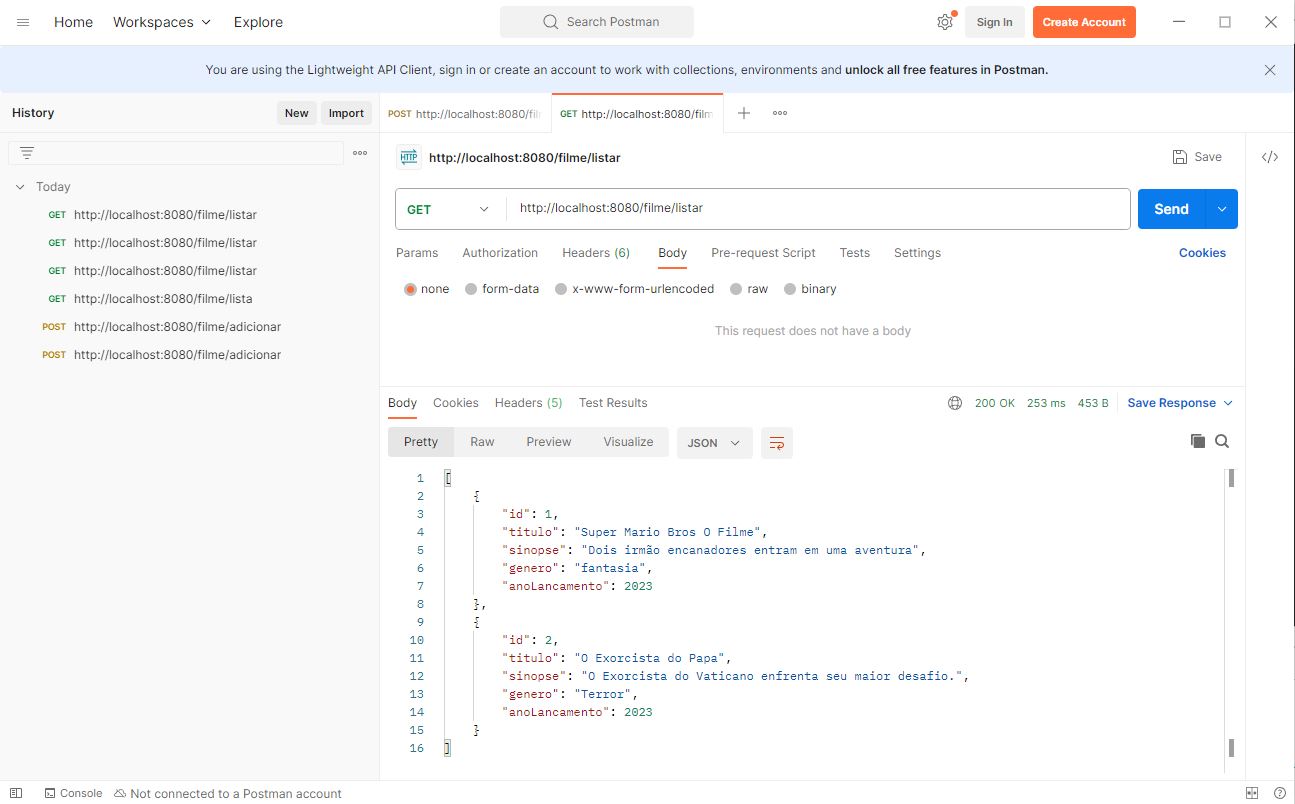 Home Workspaces Explore Search Postman Sign In Create Account
You are using the Lightweight API Client, sign in or create an account to work with collections, environments and unlock all free features in Postman.
History New Import
POST http://localhost:8080/fil GET http://localhost:8080/film
HTTP http://localhost:8080/filme/listar Save </>
Today
GET http://localhost:8080/filme/listar
GET http://localhost:8080/filme/listar
GET http://localhost:8080/filme/listar
GET http://localhost:8080/filme/lista
POST http://localhost:8080/filme/adicionar
POST http://localhost:8080/filme/adicionar
GET http://localhost:8080/filme/listar Send
Params Authorization Headers (6) Body Pre-request Script Tests Settings Cookies
none form-data x-www-form-urlencoded raw binary
This request does not have a body
Body Cookies Headers (5) Test Results 200 OK 253 ms 453 B Save Response
Pretty Raw Preview Visualize JSON
1 [
2 {
3 "id": 1,
4 "titulo": "Super Mario Bros O Filme",
5 "sinopse": "Dois irmão encanadores entram em uma aventura",
6 "genero": "fantasia",
7 "anoLancamento": 2023
8 },
9 {
10 "id": 2,
11 "titulo": "O Exorcista do Papa",
12 "sinopse": "O Exorcista do Vaticano enfrenta seu maior desafio.",
13 "genero": "Terror",
14 "anoLancamento": 2023
15 }
16 ]
Console Not connected to a Postman account